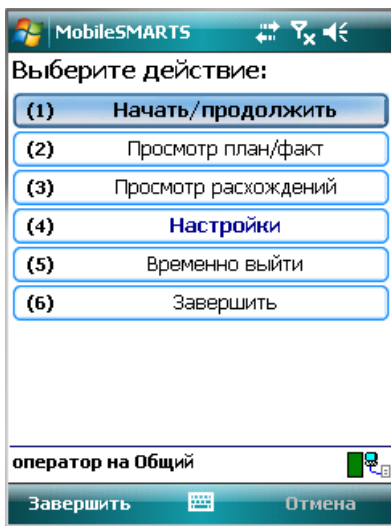 MobileSMARTS
Выберите действие:
(1) Начать/продолжить
(2) Просмотр план/факт
(3) Просмотр расхождений
(4) Настройки
(5) Временно выйти
(6) Завершить
оператор на Общий
Завершить Отмена